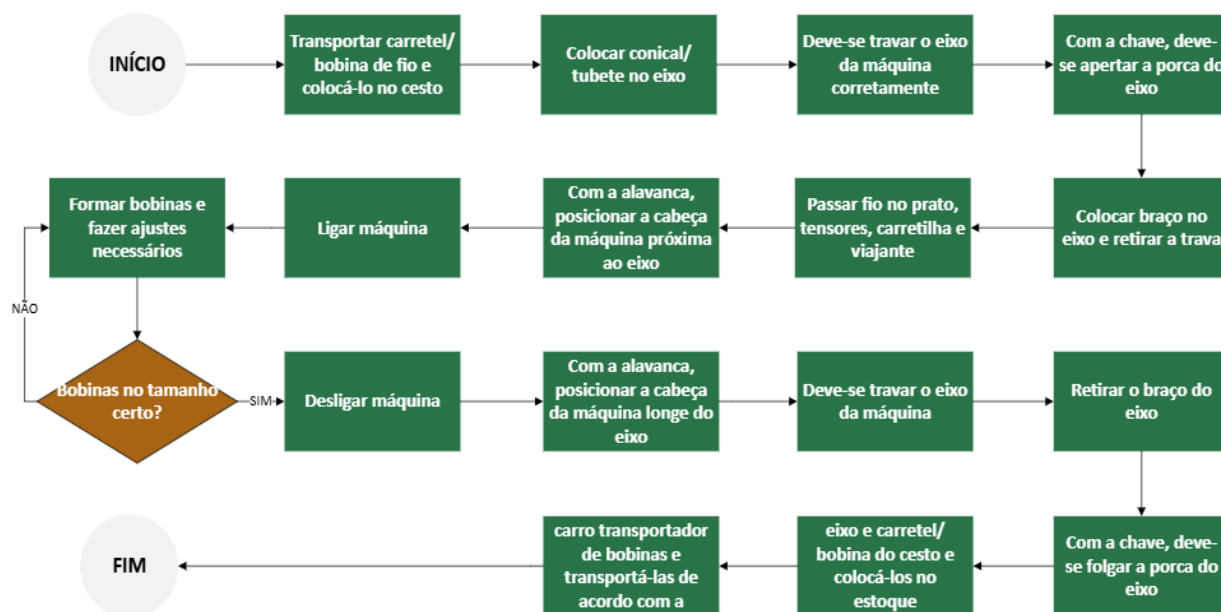 INÍCIO
Transportar carretel/
bobina de fio e
colocá-lo no cesto
Colocar conical/
tubete no eixo
Deve-se travar o eixo
da máquina
corretamente
Com a chave, deve-
se apertar a porca do
eixo
Colocar braço no
eixo e retirar a trava
Passar fio no prato,
tensores, carretilha e
viajante
Com a alavanca,
posicionar a cabeça
da máquina próxima
ao eixo
Ligar máquina
Formar bobinas e
fazer ajustes
necessários
NÃO
Bobinas no tamanho
certo?
SIM
Desligar máquina
Com a alavanca,
posicionar a cabeça
da máquina longe do
eixo
Deve-se travar o eixo
da máquina
Retirar o braço do
eixo
Com a chave, deve-
se folgar a porca do
eixo
eixo e carretel/
bobina do cesto e
colocá-los no
estoque
carro transportador
de bobinas e
transportá-las de
acordo com a
FIM